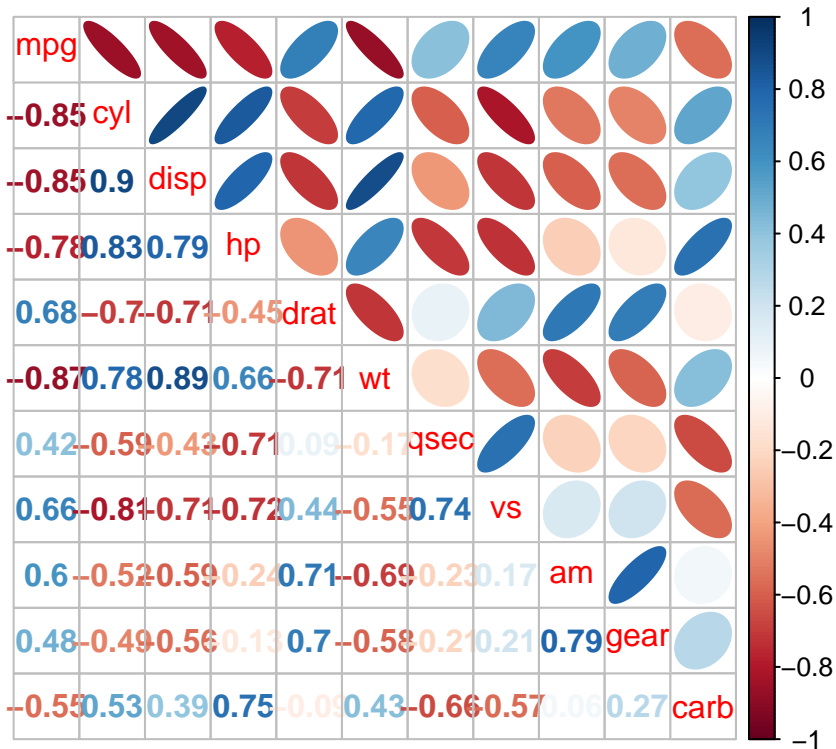 mpg
−0.85 cyl
−0.85 0.9 disp
−0.78 0.83 0.79 hp
0.68 −0.7 −0.71 −0.45 drat
−0.87 0.78 0.89 0.66 −0.71 wt
0.42 −0.59 −0.43 −0.71 0.09 −0.17 qsec
0.66 −0.81 −0.71 −0.72 0.44 −0.55 0.74 vs
0.6 −0.52 −0.59 −0.24 0.71 −0.69 −0.23 0.17 am
0.48 −0.49 −0.56 −0.13 0.7 −0.58 −0.21 0.21 0.79 gear
−0.55 0.53 0.39 0.75 −0.09 0.43 −0.66 −0.57 0.06 0.27 carb
1
0.8
0.6
0.4
0.2
0
−0.2
−0.4
−0.6
−0.8
−1